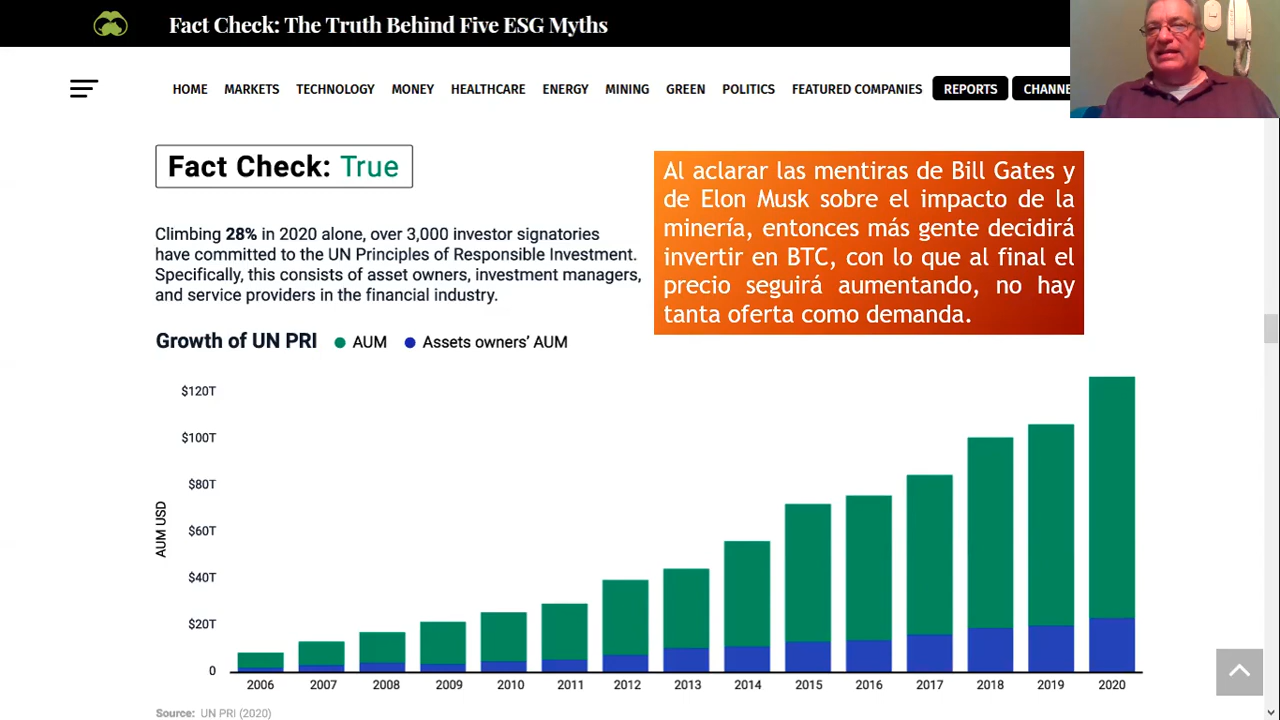 Fact Check: The Truth Behind Five ESG Myths
HOME MARKETS TECHNOLOGY MONEY HEALTHCARE ENERGY MINING GREEN POLITICS FEATURED COMPANIES REPORTS CHANNE
Fact Check: True
Climbing 28% in 2020 alone, over 3,000 investor signatories
have committed to the UN Principles of Responsible Investment.
Specifically, this consists of asset owners, investment managers,
and service providers in the financial industry.
Al aclarar las mentiras de Bill Gates y
de Elon Musk sobre el impacto de la
minería, entonces más gente decidirá
invertir en BTC, con lo que al final el
precio seguirá aumentando, no hay
tanta oferta como demanda.
Growth of UN PRI AUM Assets owners' AUM
AUM USD
$120T
$100T
$80T
$60T
$40T
$20T
0
2006 2007 2008 2009 2010 2011 2012 2013 2014 2015 2016 2017 2018 2019 2020
Source: UN PRI (2020)